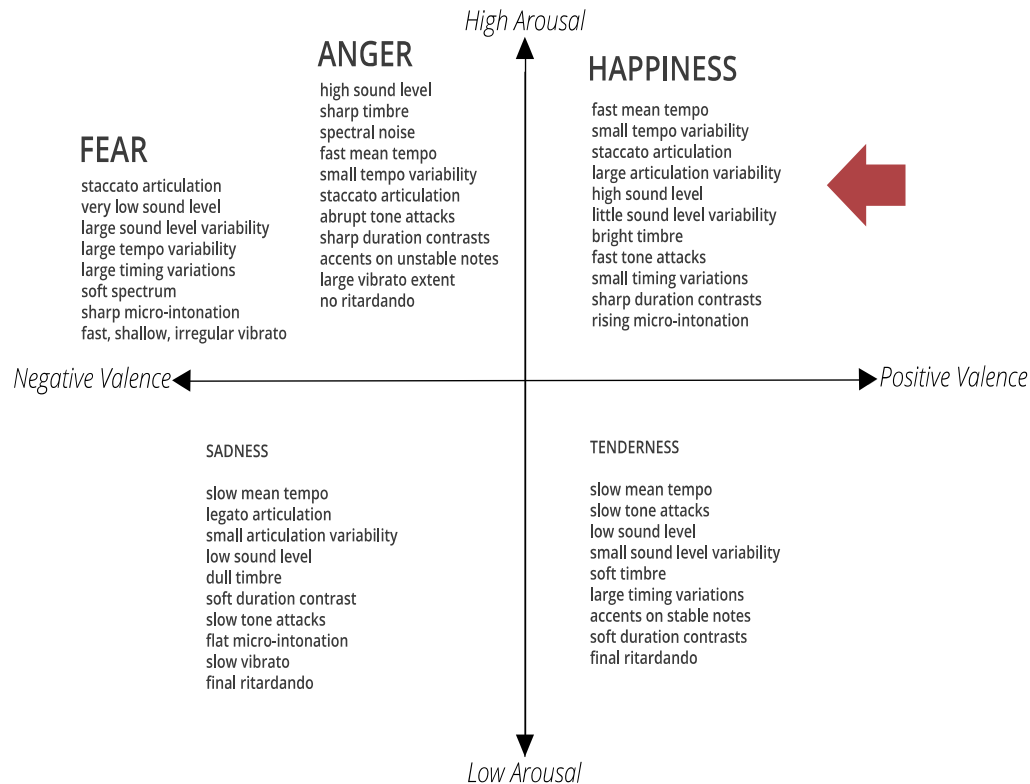 High Arousal
ANGER
high sound level
sharp timbre
spectral noise
fast mean tempo
small tempo variability
staccato articulation
abrupt tone attacks
sharp duration contrasts
accents on unstable notes
large vibrato extent
no ritardando
HAPPINESS
fast mean tempo
small tempo variability
staccato articulation
large articulation variability
high sound level
little sound level variability
bright timbre
fast tone attacks
small timing variations
sharp duration contrasts
rising micro-intonation
FEAR
staccato articulation
very low sound level
large sound level variability
large tempo variability
large timing variations
soft spectrum
sharp micro-intonation
fast, shallow, irregular vibrato
Negative Valence
Positive Valence
SADNESS
slow mean tempo
legato articulation
small articulation variability
low sound level
dull timbre
soft duration contrast
slow tone attacks
flat micro-intonation
slow vibrato
final ritardando
TENDERNESS
slow mean tempo
slow tone attacks
low sound level
small sound level variability
soft timbre
large timing variations
accents on stable notes
soft duration contrasts
final ritardando
Low Arousal